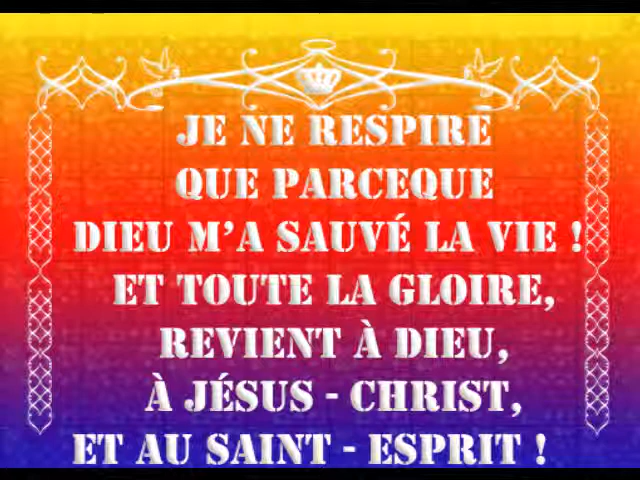 JE NE RESPIRE
QUE PARCEQUE
DIEU M'A SAUVÉ LA VIE !
ET TOUTE LA GLOIRE,
REVIENT À DIEU,
À JÉSUS - CHRIST,
ET AU SAINT - ESPRIT !